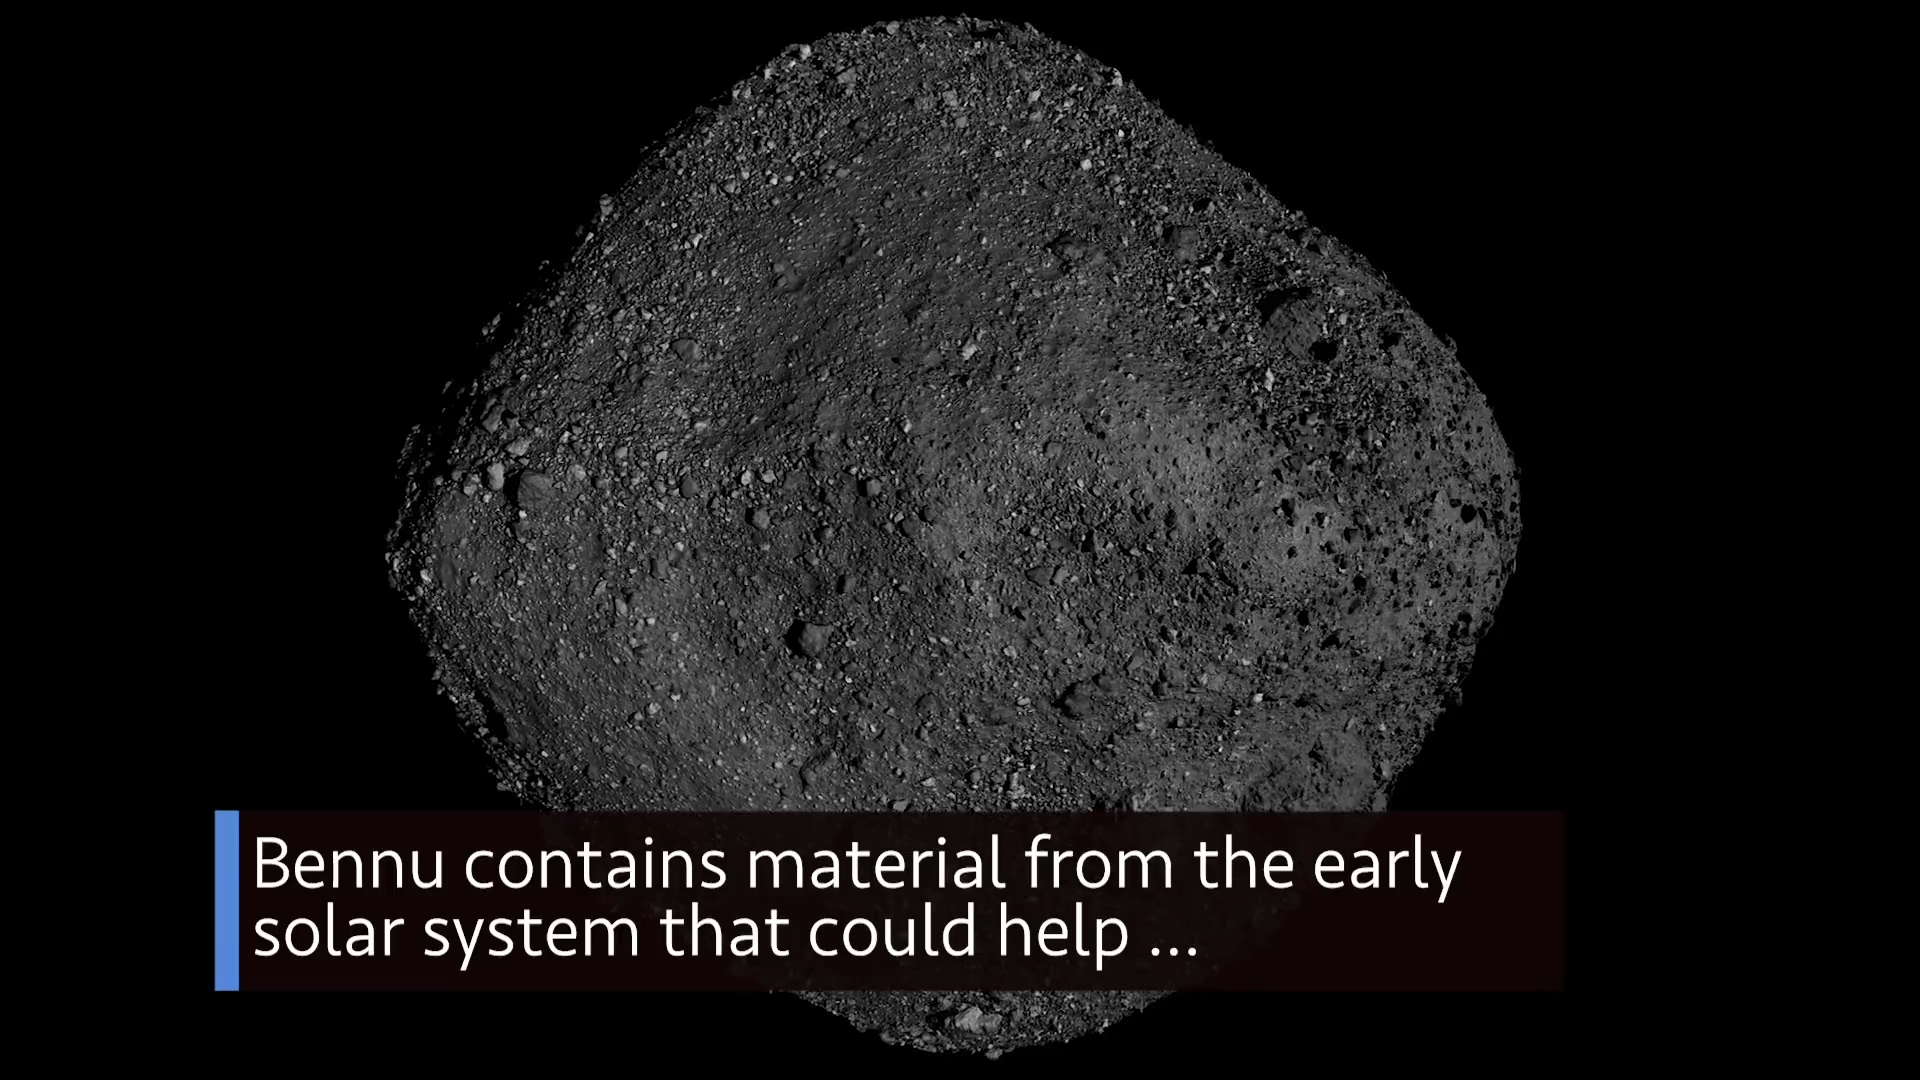 Bennu contains material from the early
solar system that could help ...